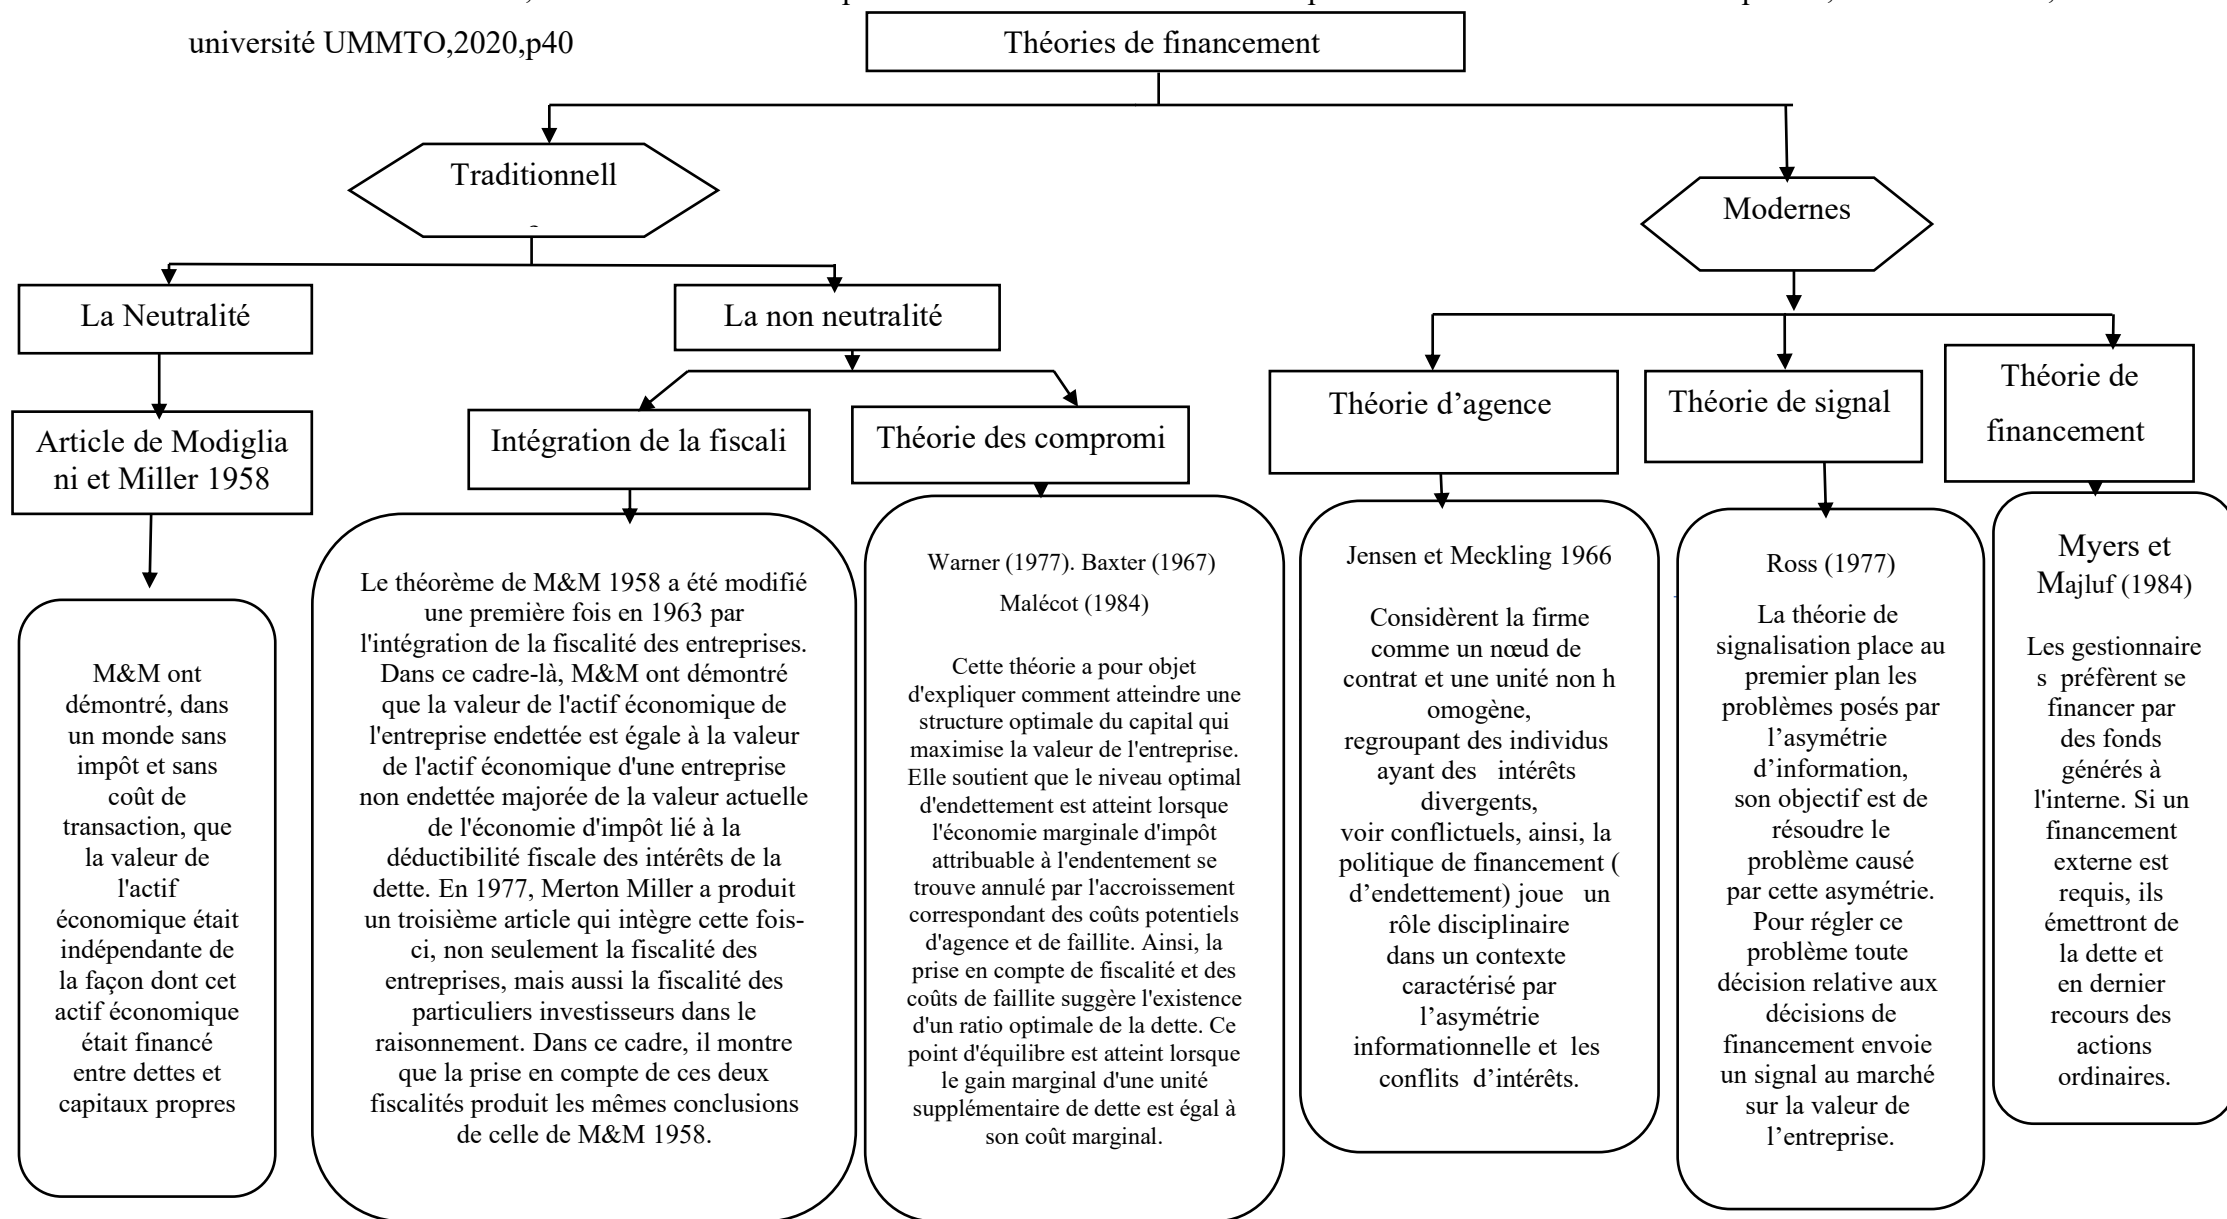 université UMMTO,2020,p40
Théories de financement
Traditionnell
Modernes
La Neutralité
La non neutralité
Article de Modiglia
ni et Miller 1958
Intégration de la fiscali
Théorie des compromi
Théorie d’agence
Théorie de signal
Théorie de
financement
M&M ont
démontré, dans
un monde sans
impôt et sans
coût de
transaction, que
la valeur de
l'actif
économique était
indépendante de
la façon dont cet
actif économique
était financé
entre dettes et
capitaux propres
Le théorème de M&M 1958 a été modifié
une première fois en 1963 par
l'intégration de la fiscalité des entreprises.
Dans ce cadre-là, M&M ont démontré
que la valeur de l'actif économique de
l'entreprise endettée est égale à la valeur
de l'actif économique d'une entreprise
non endettée majorée de la valeur actuelle
de l'économie d'impôt lié à la
déductibilité fiscale des intérêts de la
dette. En 1977, Merton Miller a produit
un troisième article qui intègre cette fois-
ci, non seulement la fiscalité des
entreprises, mais aussi la fiscalité des
particuliers investisseurs dans le
raisonnement. Dans ce cadre, il montre
que la prise en compte de ces deux
fiscalités produit les mêmes conclusions
de celle de M&M 1958.
Warner (1977). Baxter (1967)
Malécot (1984)
Cette théorie a pour objet
d'expliquer comment atteindre une
structure optimale du capital qui
maximise la valeur de l'entreprise.
Elle soutient que le niveau optimal
d'endettement est atteint lorsque
l'économie marginale d'impôt
attribuable à l'endentement se
trouve annulé par l'accroissement
correspondant des coûts potentiels
d'agence et de faillite. Ainsi, la
prise en compte de fiscalité et des
coûts de faillite suggère l'existence
d'un ratio optimale de la dette. Ce
point d'équilibre est atteint lorsque
le gain marginal d'une unité
supplémentaire de dette est égal à
son coût marginal.
Jensen et Meckling 1966
Considèrent la firme
comme un nœud de
contrat et une unité non h
omogène,
regroupant des individus
ayant des intérêts
divergents,
voir conflictuels, ainsi, la
politique de financement (
d’endettement) joue un
rôle disciplinaire
dans un contexte
caractérisé par
l’asymétrie
informationnelle et les
conflits d’intérêts.
Ross (1977)
La théorie de
signalisation place au
premier plan les
problèmes posés par
l’asymétrie
d’information,
son objectif est de
résoudre le
problème causé
par cette asymétrie.
Pour régler ce
problème toute
décision relative aux
décisions de
financement envoie
un signal au marché
sur la valeur de
l’entreprise.
Myers et
Majluf (1984)
Les gestionnaire
s préfèrent se
financer par
des fonds
générés à
l'interne. Si un
financement
externe est
requis, ils
émettront de
la dette et
en dernier
recours des
actions
ordinaires.